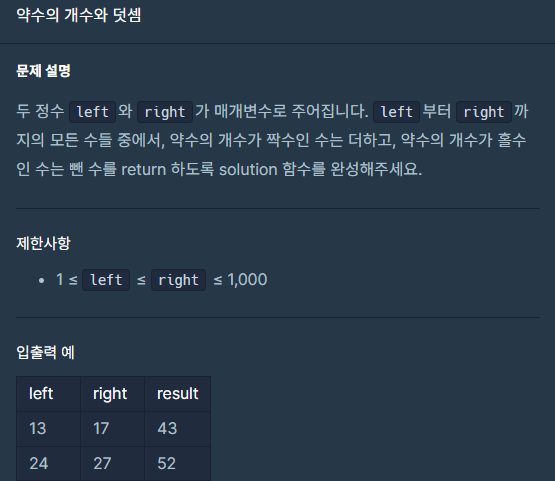 약수의 개수와 덧셈
문제 설명
두 정수 left 와 right 가 매개변수로 주어집니다. left 부터 right 까
지의 모든 수들 중에서, 약수의 개수가 짝수인 수는 더하고, 약수의 개수가 홀수
인 수는 뺀 수를 return 하도록 solution 함수를 완성해주세요.
제한사항
• 1 ≤ left ≤ right ≤ 1,000
입출력 예
left right result
13 17 43
24 27 52